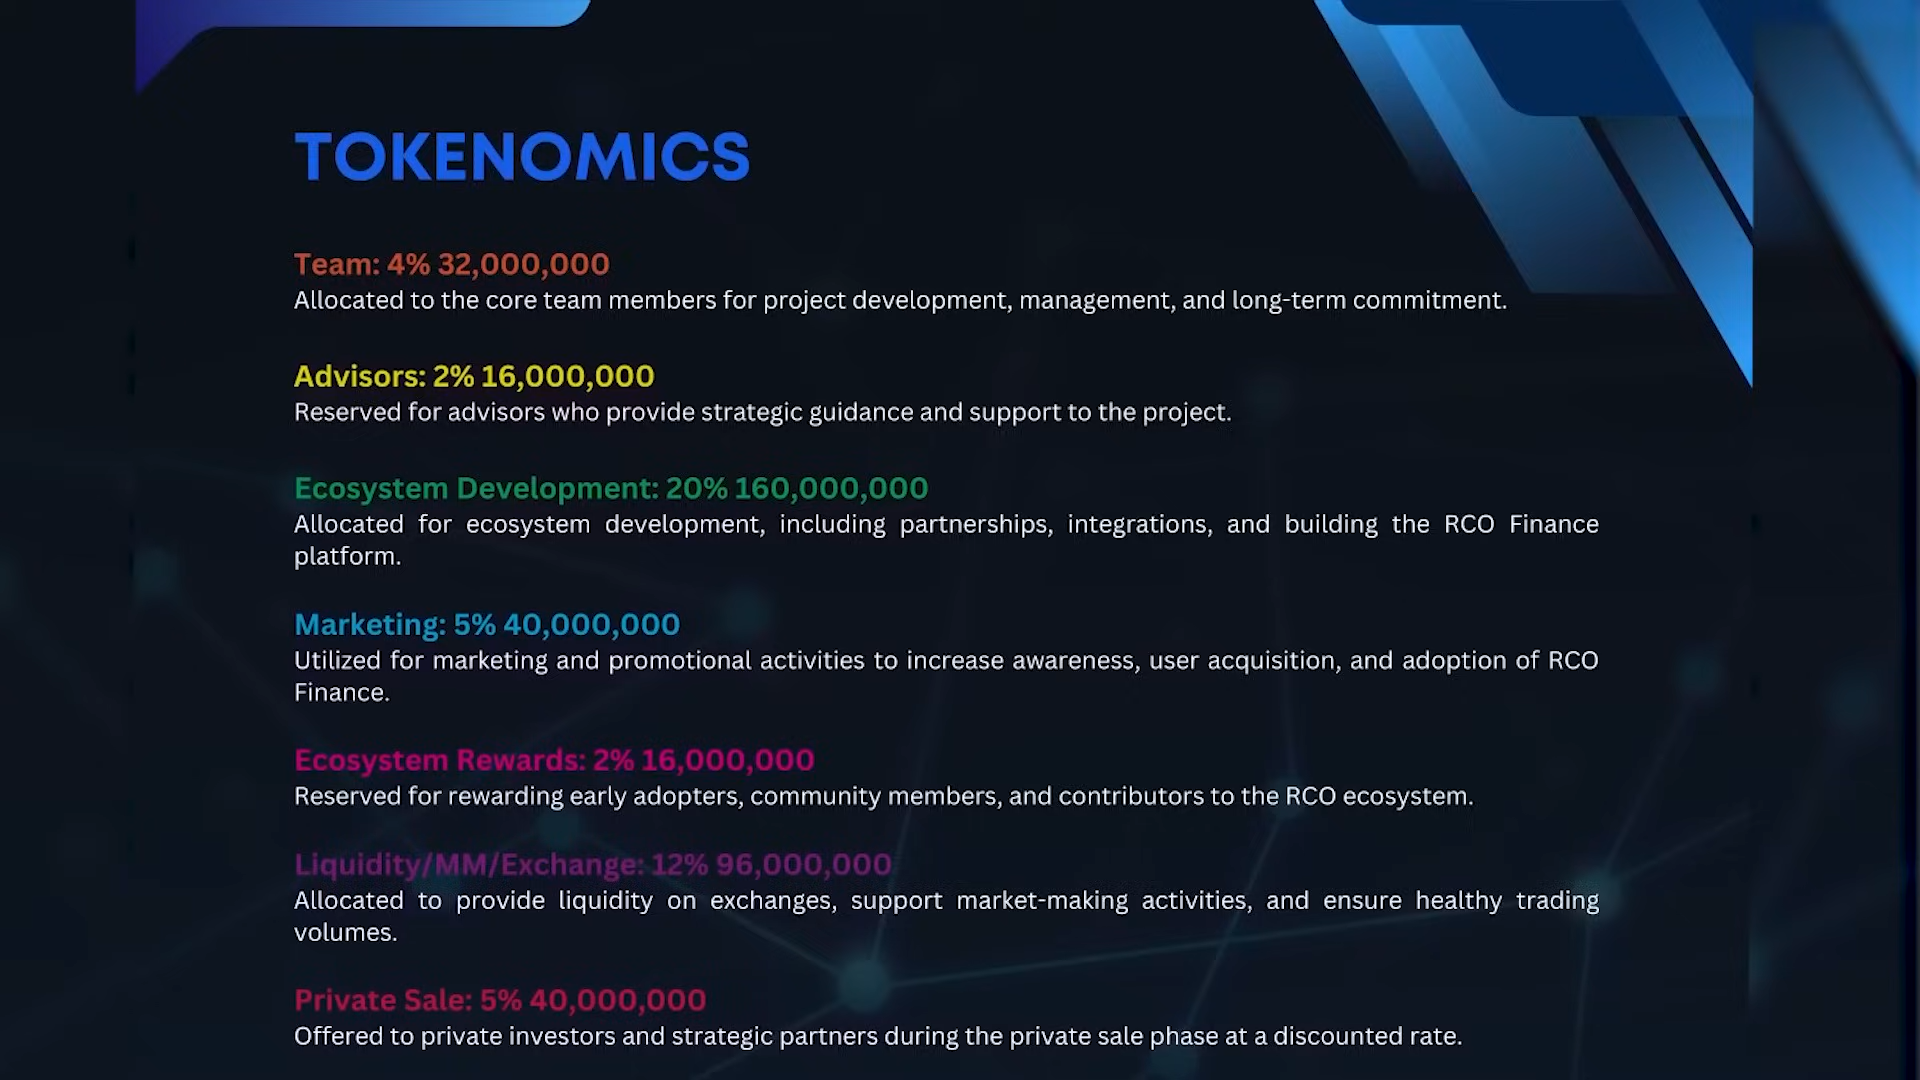 TOKENOMICS
Team: 4% 32,000,000
Allocated to the core team members for project development, management, and long-term commitment.
Advisors: 2% 16,000,000
Reserved for advisors who provide strategic guidance and support to the project.
Ecosystem Development: 20% 160,000,000
Allocated for ecosystem development, including partnerships, integrations, and building the RCO Finance
platform.
Marketing: 5% 40,000,000
Utilized for marketing and promotional activities to increase awareness, user acquisition, and adoption of RCO
Finance.
Ecosystem Rewards: 2% 16,000,000
Reserved for rewarding early adopters, community members, and contributors to the RCO ecosystem.
Liquidity/MM/Exchange: 12% 96,000,000
Allocated to provide liquidity on exchanges, support market-making activities, and ensure healthy trading
volumes.
Private Sale: 5% 40,000,000
Offered to private investors and strategic partners during the private sale phase at a discounted rate.